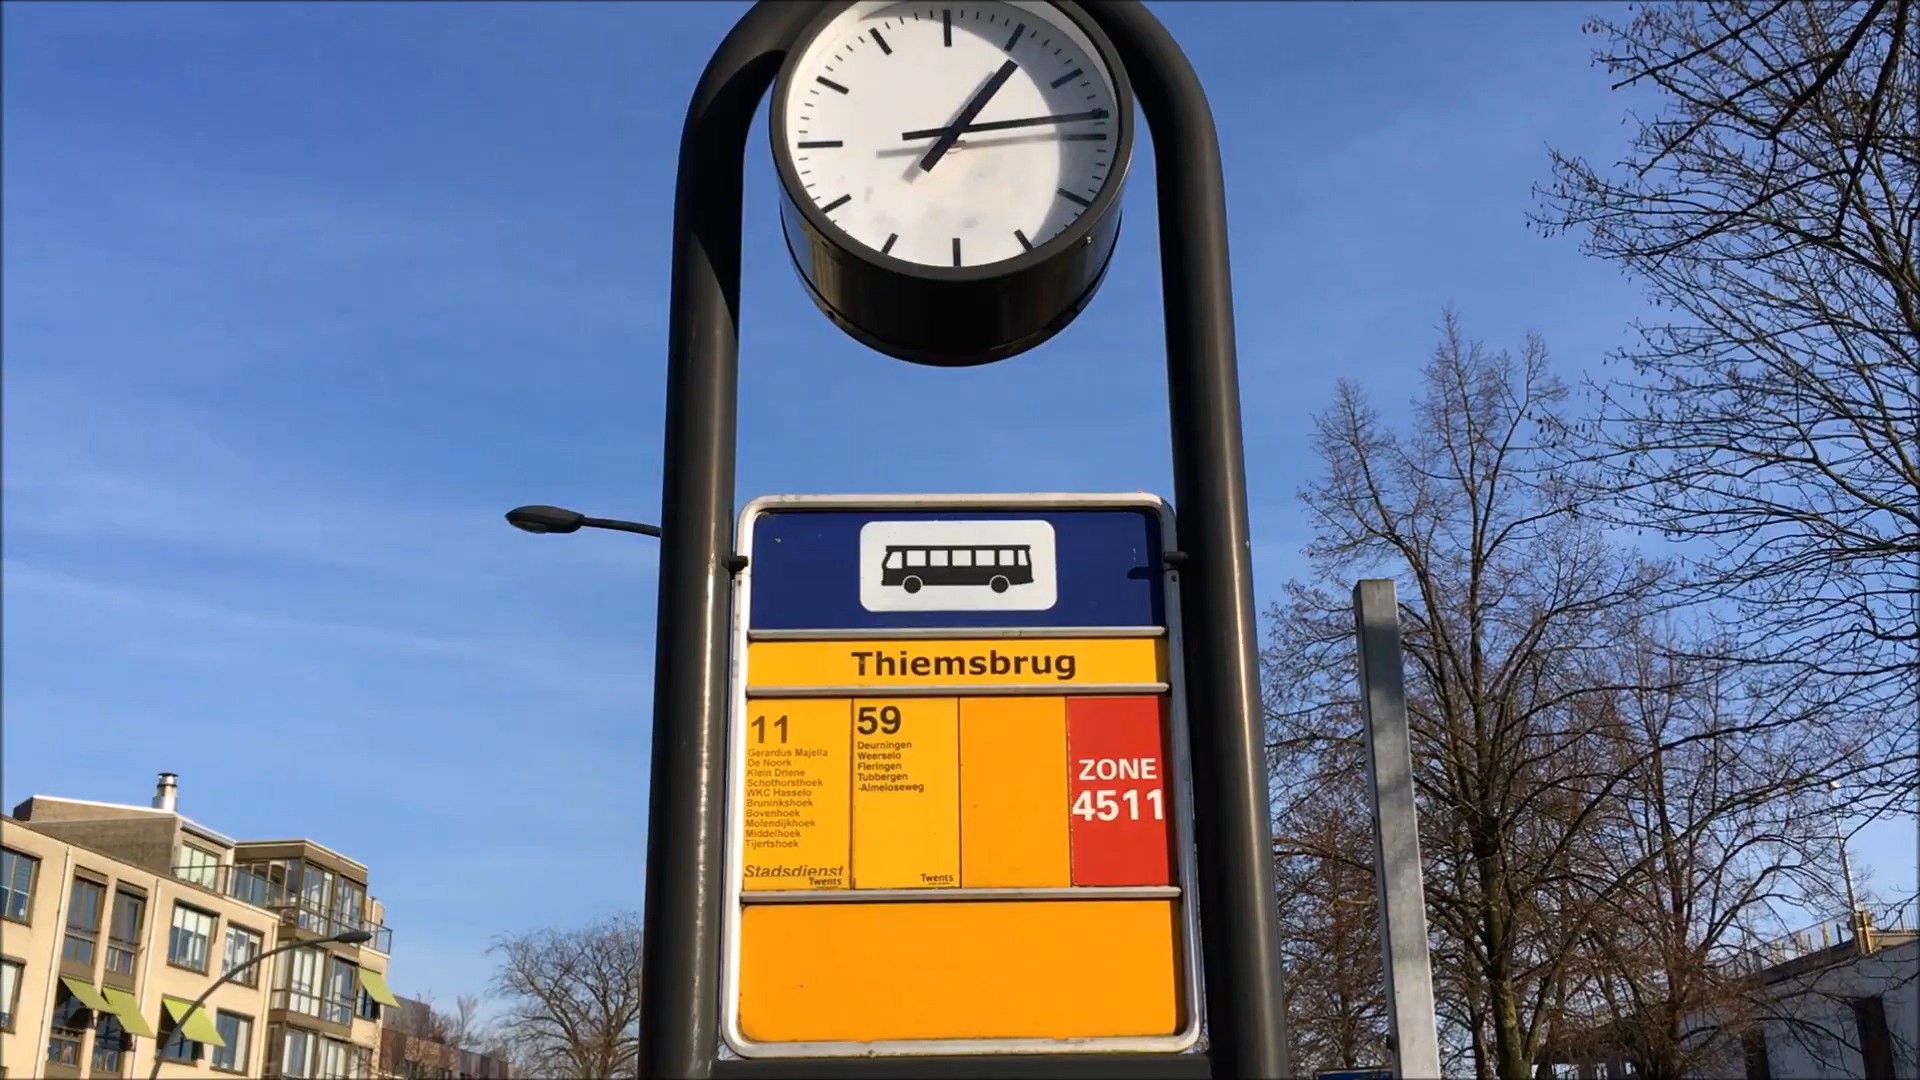 Thiemsbrug
11
Gerardus Majella
De Noork
Klein Driene
Schothorsthoek
WKC Hasselo
Bruninkshoek
Bovenhoek
Molendijkhoek
Middelhoek
Tijertshoek
Stadsdienst
Twents
59
Deurningen
Weerselo
Fleringen
Tubbergen
-Almeloseweg
Twents
ZONE
4511